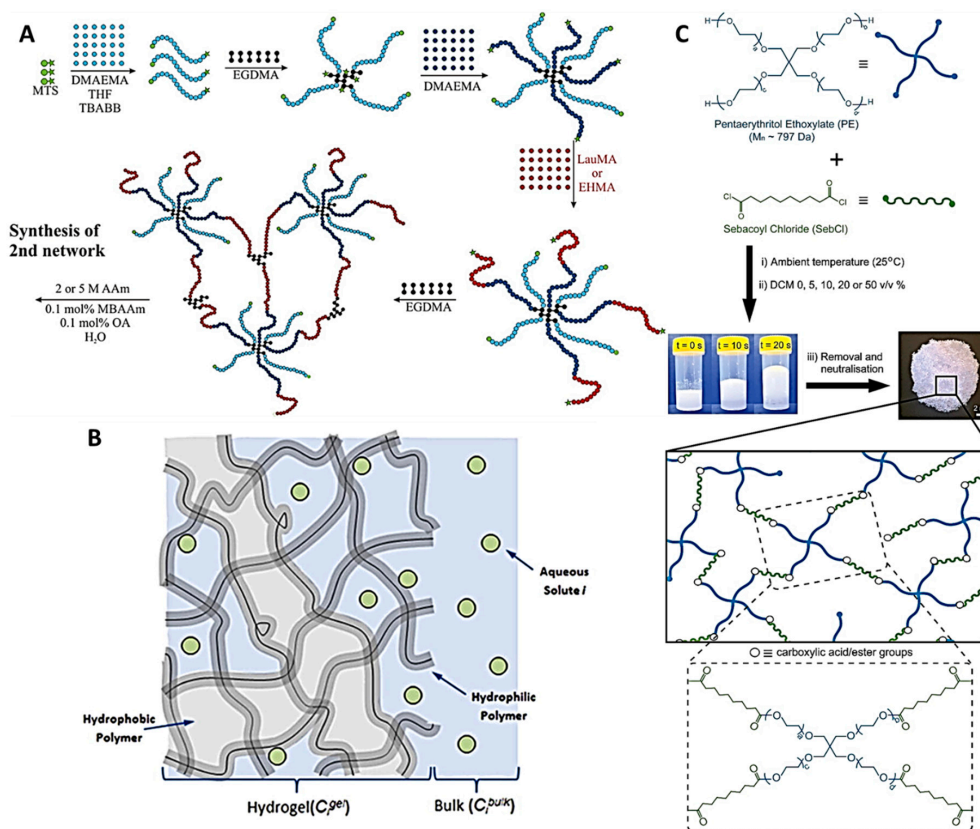 A
MTS
DMAEMA
THF
TBABB
EGDMA
DMAEMA
LauMA
or
EHMA
EGDMA
Synthesis of
2nd network
2 or 5 M AAm
0.1 mol% MBAAm
0.1 mol% OA
H₂O
B
Aqueous
Solute i
Hydrophilic
Polymer
Hydrophobic
Polymer
Hydrogel(Cᵢᵍᵉˡ)
Bulk (Cᵢᵇᵘˡᵏ)
C
Pentaerythritol Ethoxylate (PE)
(Mₙ ~ 797 Da)
+
Cl O O Cl
Sebacoyl Chloride (SebCl)
i) Ambient temperature (25°C)
ii) DCM 0, 5, 10, 20 or 50 v/v %
t = 0 s t = 10 s t = 20 s
iii) Removal and
neutralisation
2
≡ carboxylic acid/ester groups